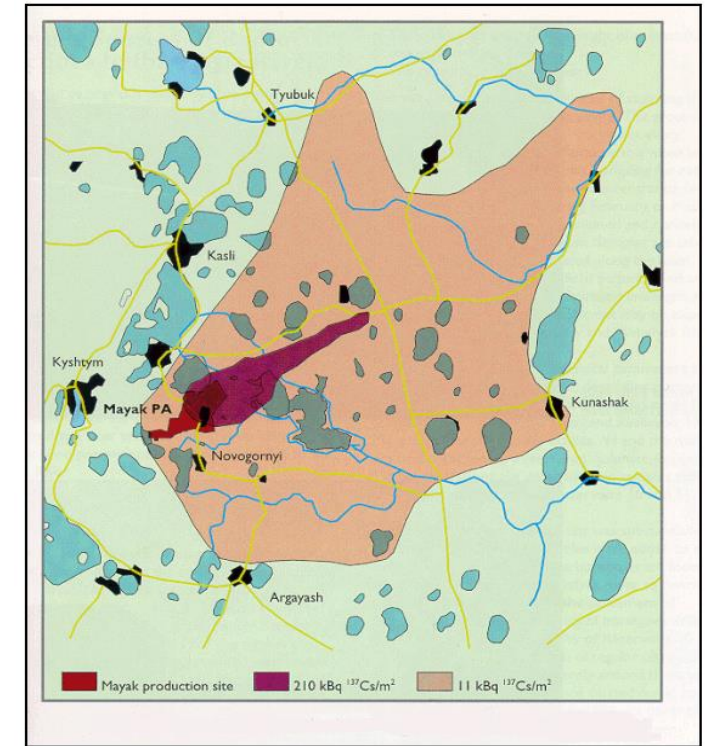 Tyubuk
Kasli
Kyshtym
Mayak PA
Kunashak
Novogornyi
Argayash
Mayak production site
210 kBq ¹³⁷Cs/m²
11 kBq ¹³⁷Cs/m²